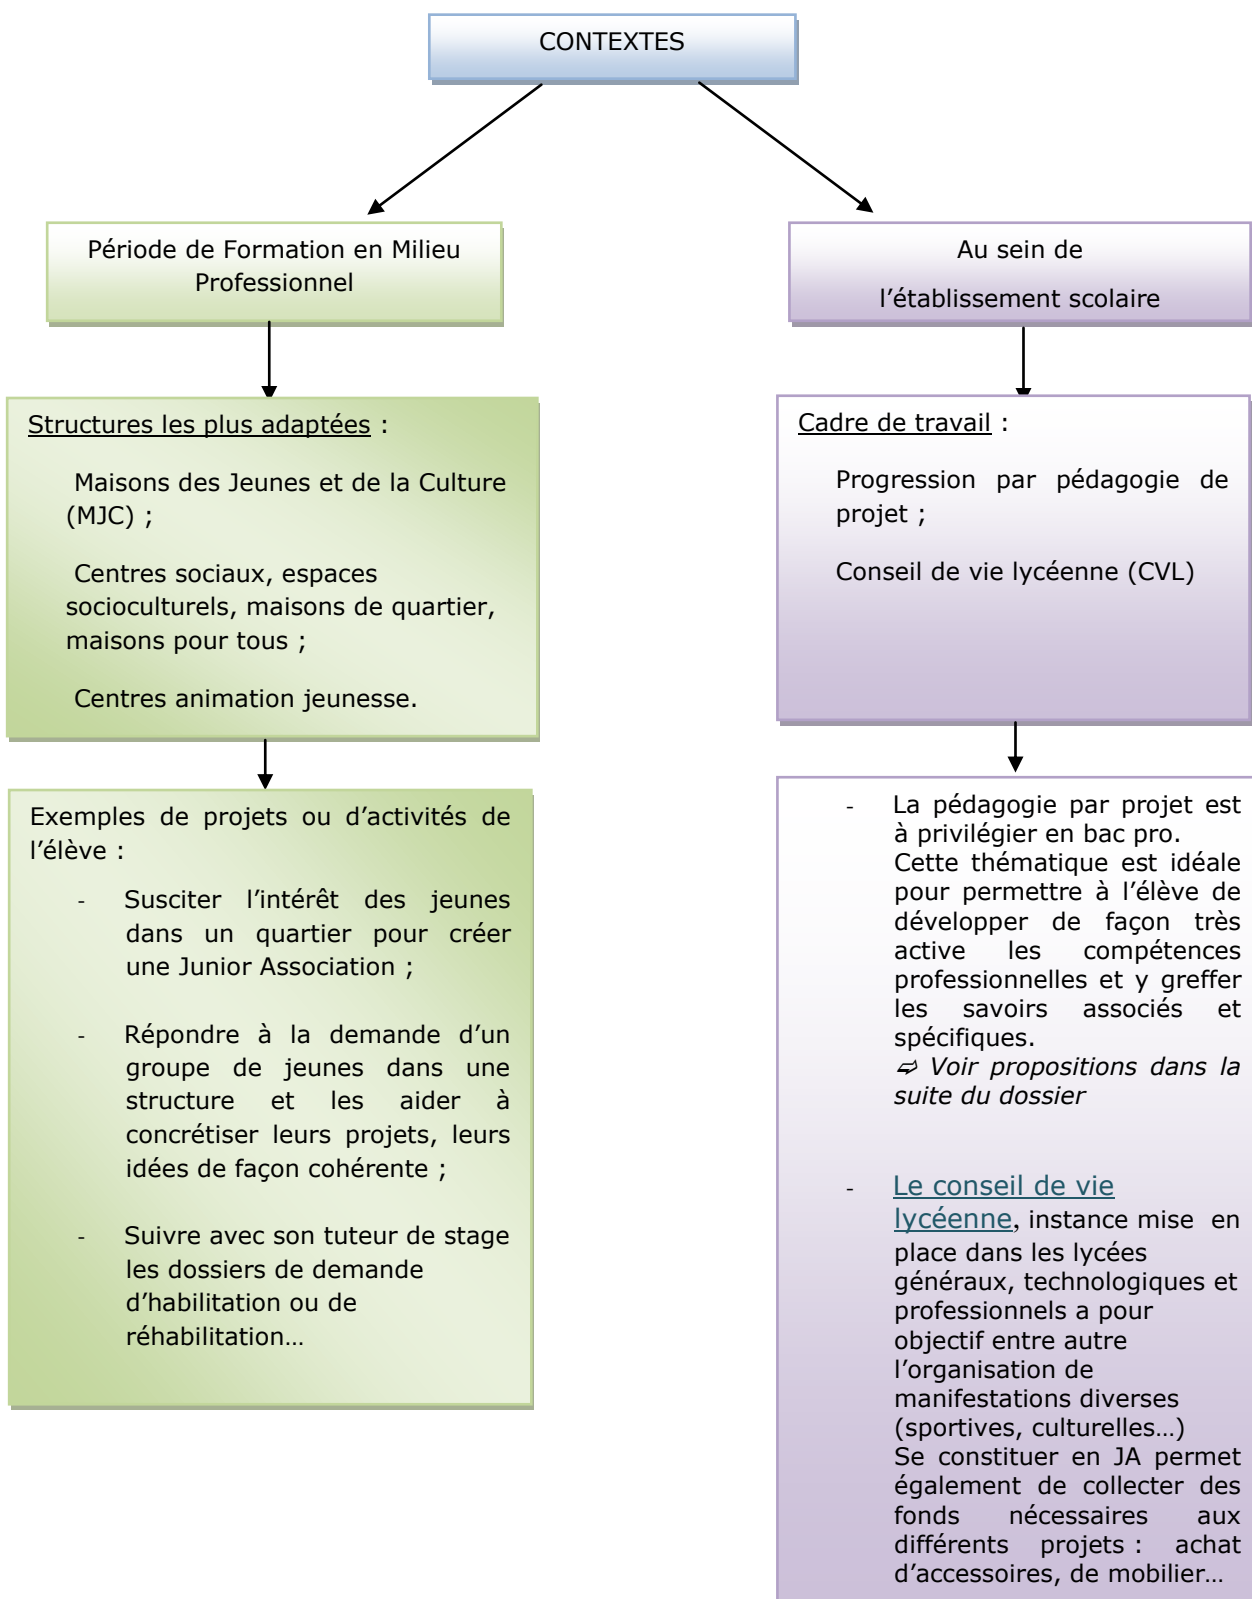 CONTEXTES
Période de Formation en Milieu
Professionnel
Au sein de
l'établissement scolaire
Structures les plus adaptées :
Maisons des Jeunes et de la Culture
(MJC) ;
Centres sociaux, espaces
socioculturels, maisons de quartier,
maisons pour tous ;
Centres animation jeunesse.
Cadre de travail :
Progression par pédagogie de
projet ;
Conseil de vie lycéenne (CVL)
Exemples de projets ou d'activités de
l'élève :
- Susciter l'intérêt des jeunes
dans un quartier pour créer
une Junior Association ;
- Répondre à la demande d'un
groupe de jeunes dans une
structure et les aider à
concrétiser leurs projets, leurs
idées de façon cohérente ;
- Suivre avec son tuteur de stage
les dossiers de demande
d'habilitation ou de
réhabilitation…
- La pédagogie par projet est
à privilégier en bac pro.
Cette thématique est idéale
pour permettre à l'élève de
développer de façon très
active les compétences
professionnelles et y greffer
les savoirs associés et
spécifiques.
➫ Voir propositions dans la
suite du dossier
- Le conseil de vie
lycéenne, instance mise en
place dans les lycées
généraux, technologiques et
professionnels a pour
objectif entre autre
l'organisation de
manifestations diverses
(sportives, culturelles…)
Se constituer en JA permet
également de collecter des
fonds nécessaires aux
différents projets : achat
d'accessoires, de mobilier…